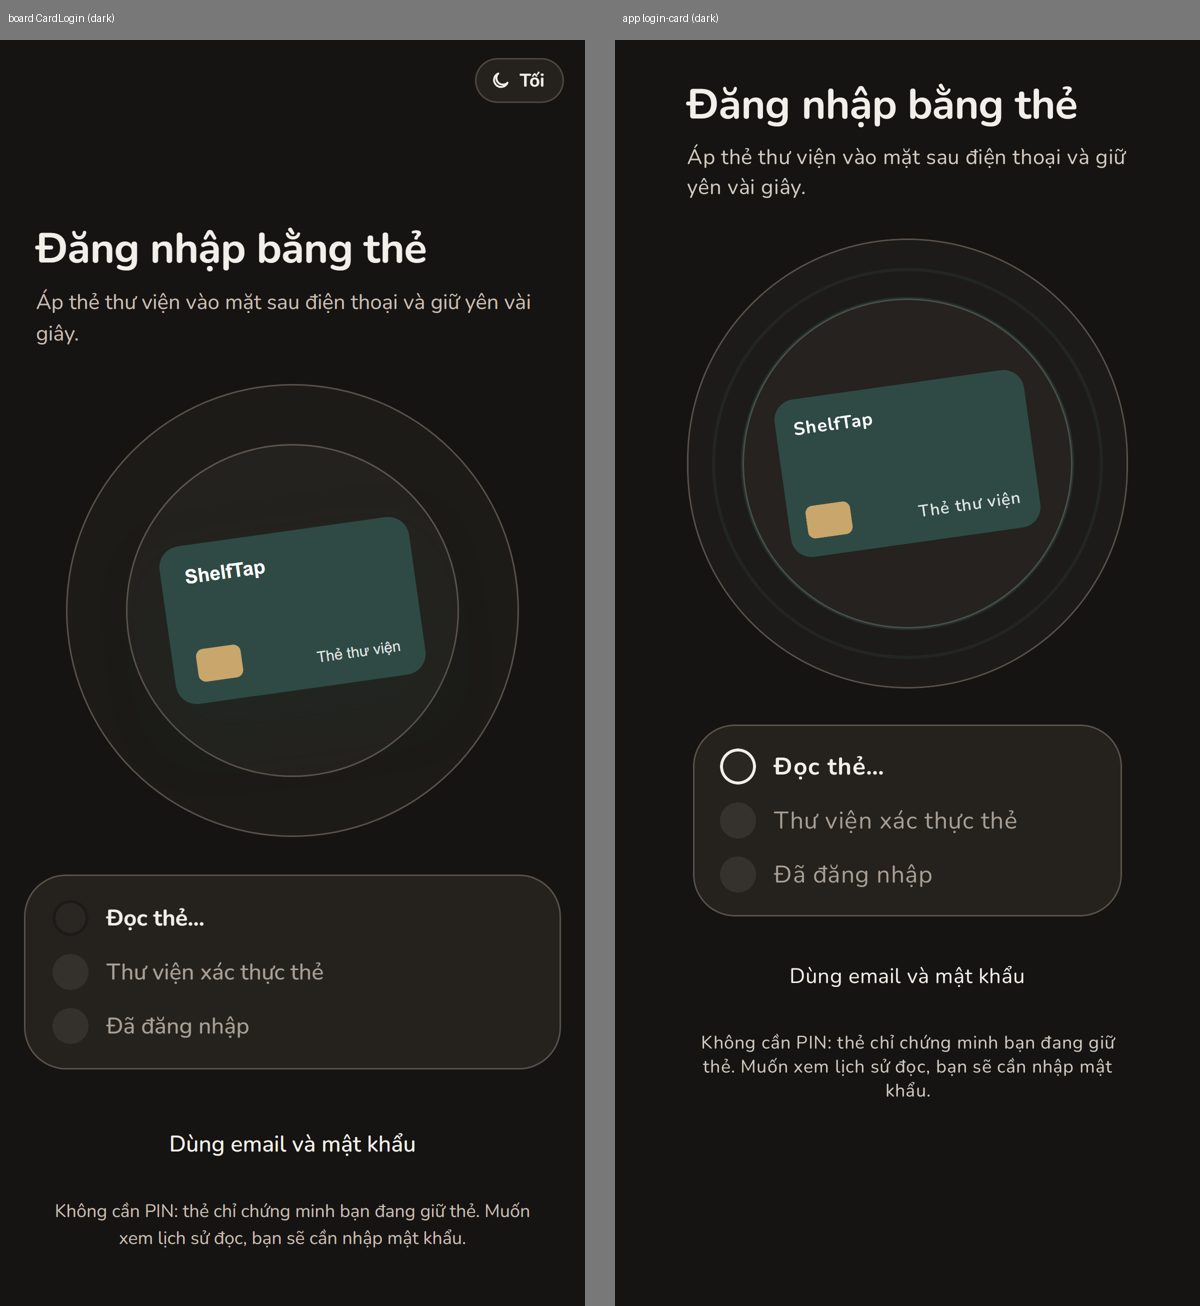 board CardLogin (dark)
Tối
Đăng nhập bằng thẻ
Áp thẻ thư viện vào mặt sau điện thoại và giữ yên vài
giây.
ShelfTap
Thẻ thư viện
Đọc thẻ...
Thư viện xác thực thẻ
Đã đăng nhập
Dùng email và mật khẩu
Không cần PIN: thẻ chỉ chứng minh bạn đang giữ thẻ. Muốn
xem lịch sử đọc, bạn sẽ cần nhập mật khẩu.
app login-card (dark)
Đăng nhập bằng thẻ
Áp thẻ thư viện vào mặt sau điện thoại và giữ
yên vài giây.
ShelfTap
Thẻ thư viện
Đọc thẻ...
Thư viện xác thực thẻ
Đã đăng nhập
Dùng email và mật khẩu
Không cần PIN: thẻ chỉ chứng minh bạn đang giữ
thẻ. Muốn xem lịch sử đọc, bạn sẽ cần nhập mật
khẩu.